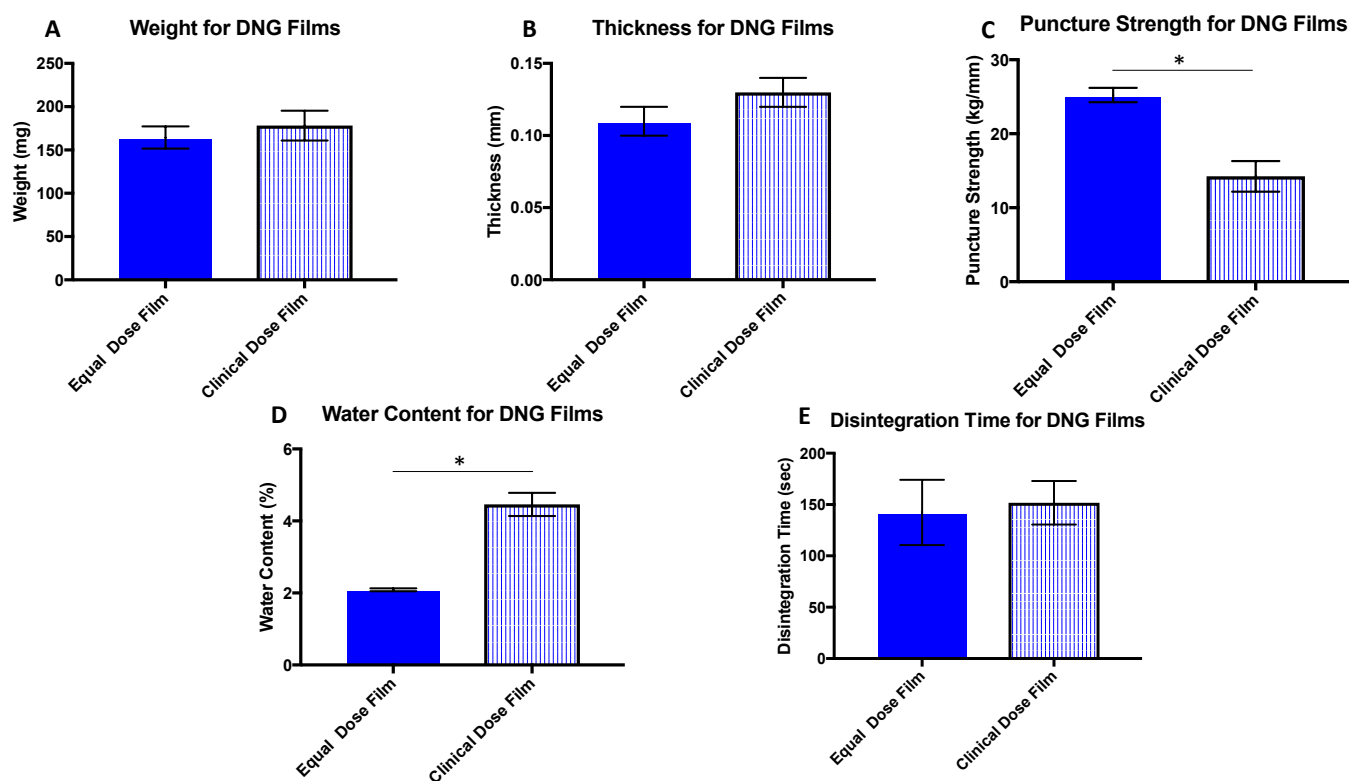 A Weight for DNG Films
Weight (mg)
250
200
150
100
50
0
Equal Dose Film
Clinical Dose Film
B Thickness for DNG Films
Thickness (mm)
0.15
0.10
0.05
0.00
Equal Dose Film
Clinical Dose Film
C Puncture Strength for DNG Films
Puncture Strength (kg/mm)
30
20
10
0
*
Equal Dose Film
Clinical Dose Film
D Water Content for DNG Films
Water Content (%)
6
4
2
0
*
Equal Dose Film
Clinical Dose Film
E Disintegration Time for DNG Films
Disintegration Time (sec)
200
150
100
50
0
Equal Dose Film
Clinical Dose Film